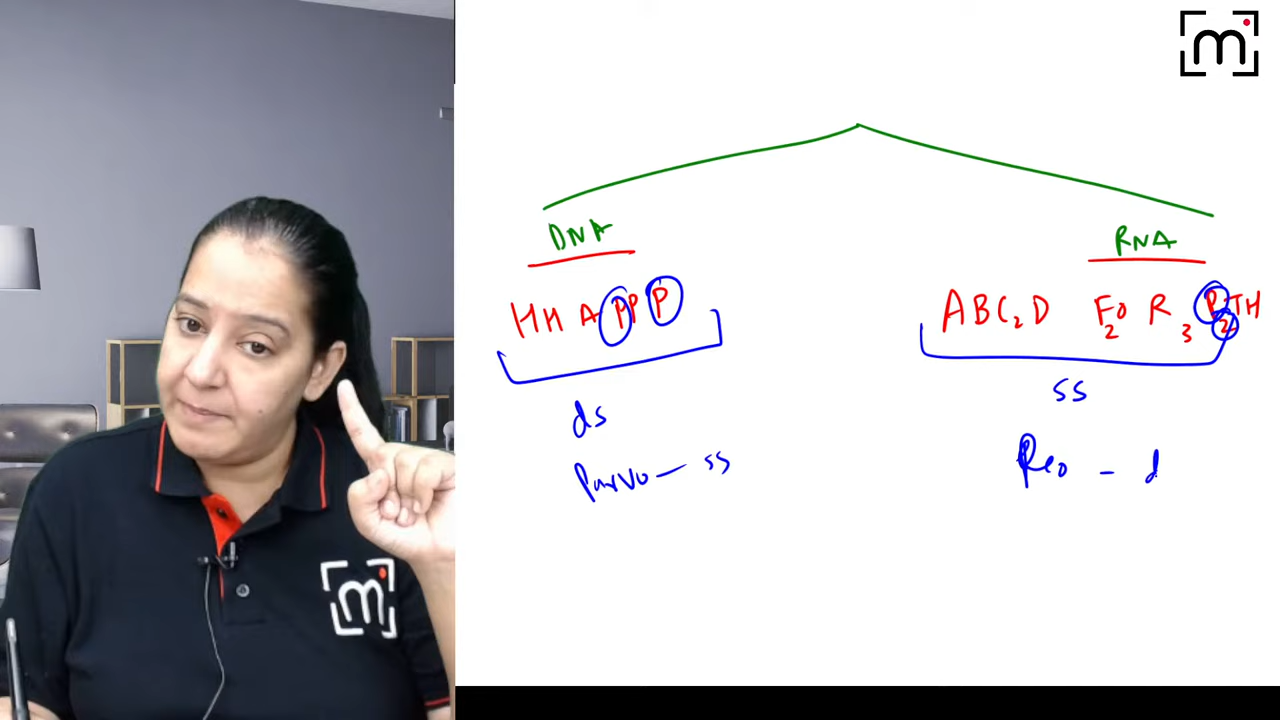 m
DNA
RNA
HHAPPP
ABC2D F2O R3 P2TH
ds
ss
Parvo – ss
Reo – d
m